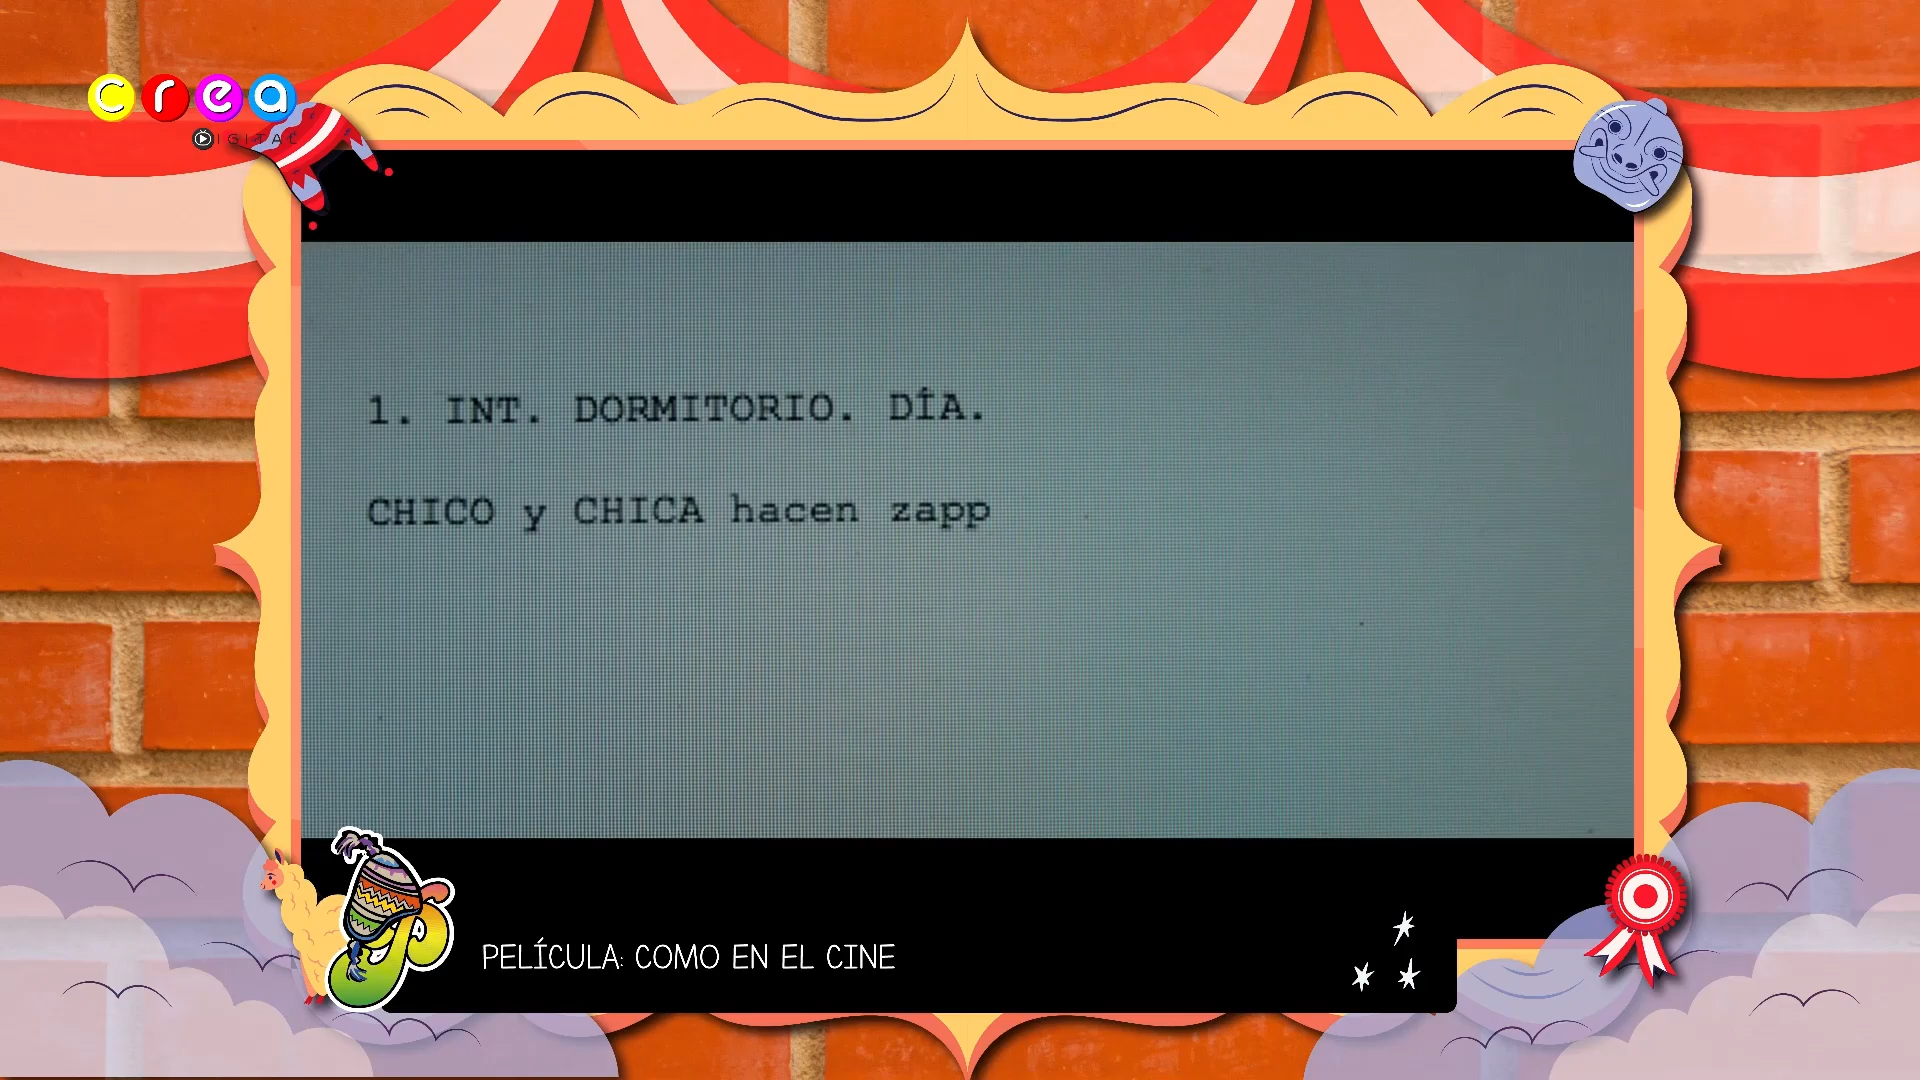 crea
DIGITAL
1. INT. DORMITORIO. DÍA.
CHICO y CHICA hacen zapp
PELÍCULA: COMO EN EL CINE